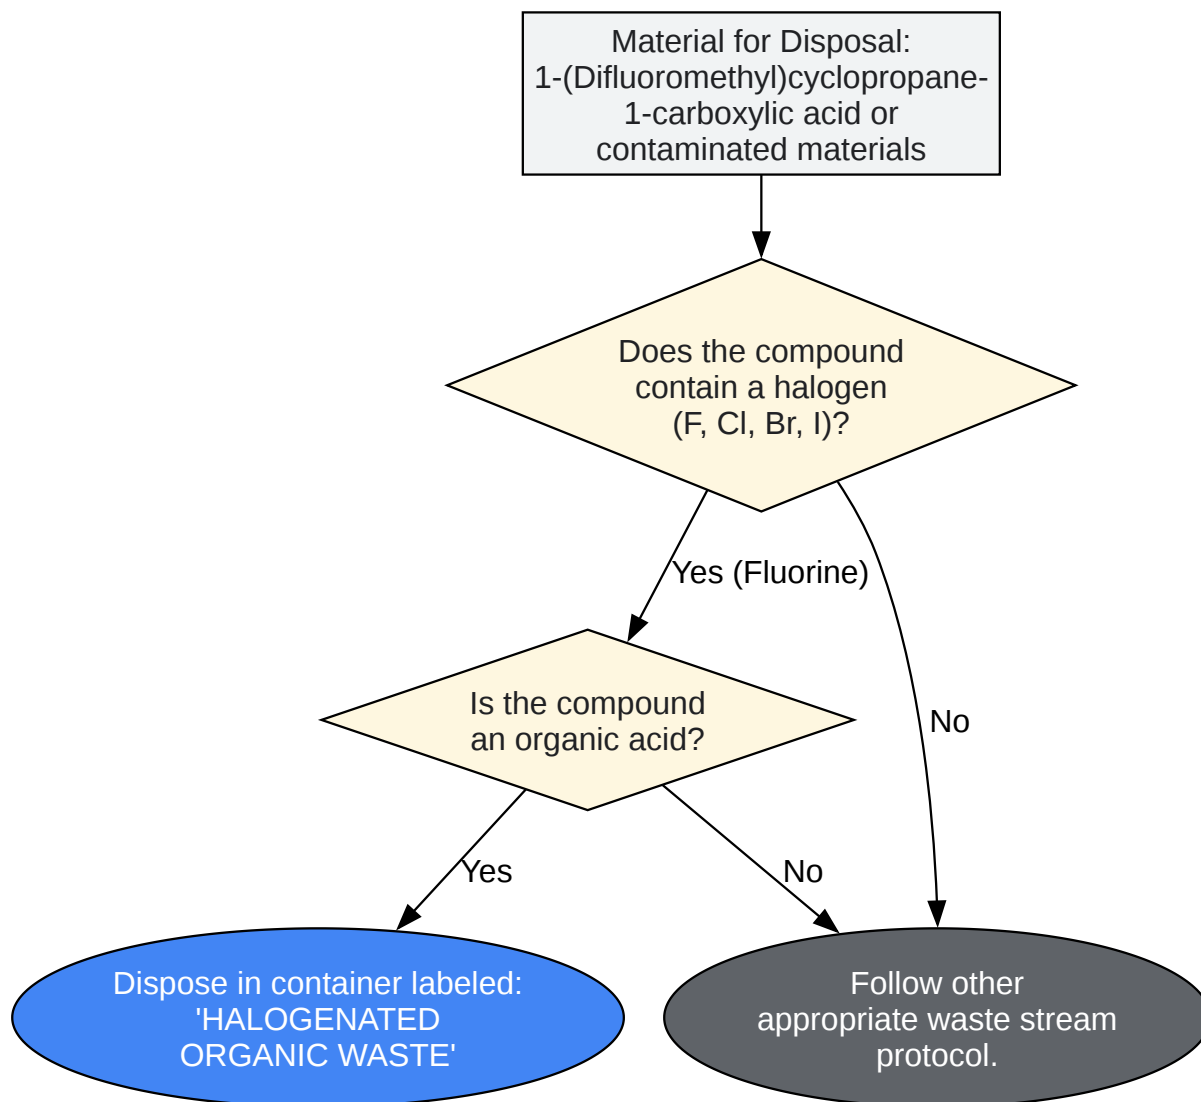 Material for Disposal:
1-(Difluoromethyl)cyclopropane-
1-carboxylic acid or
contaminated materials
Does the compound
contain a halogen
(F, Cl, Br, I)?
Yes (Fluorine)
Is the compound
an organic acid?
No
Yes
No
Dispose in container labeled:
'HALOGENATED
ORGANIC WASTE'
Follow other
appropriate waste stream
protocol.